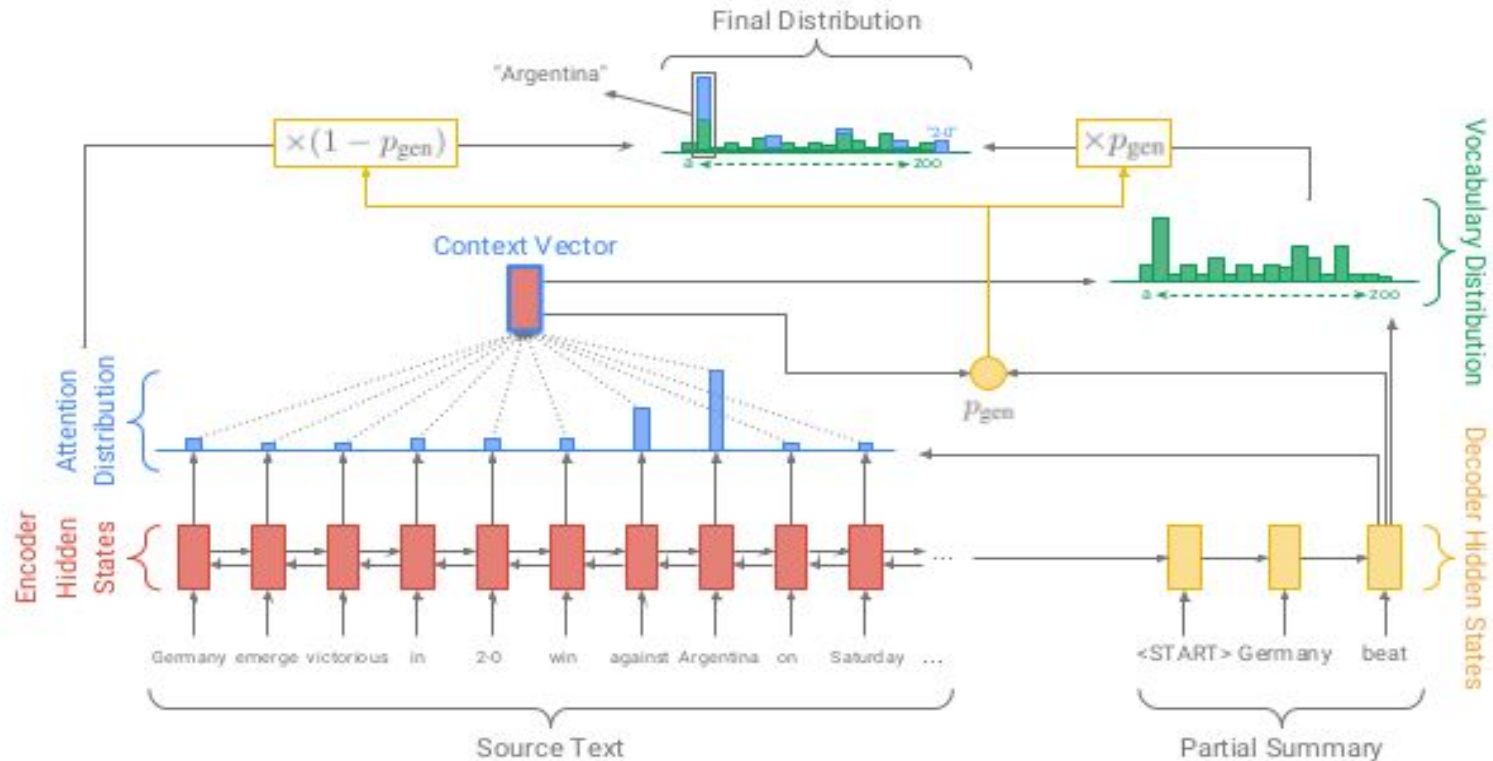 Final Distribution
"Argentina"
×(1 − p_gen)
"2-0"
×p_gen
a
zoo
Context Vector
a
zoo
Vocabulary Distribution
Attention
Distribution
p_gen
Encoder
Hidden
States
...
Decoder Hidden States
Germany emerge victorious in 2-0 win against Argentina on Saturday ...
<START> Germany beat
Source Text
Partial Summary